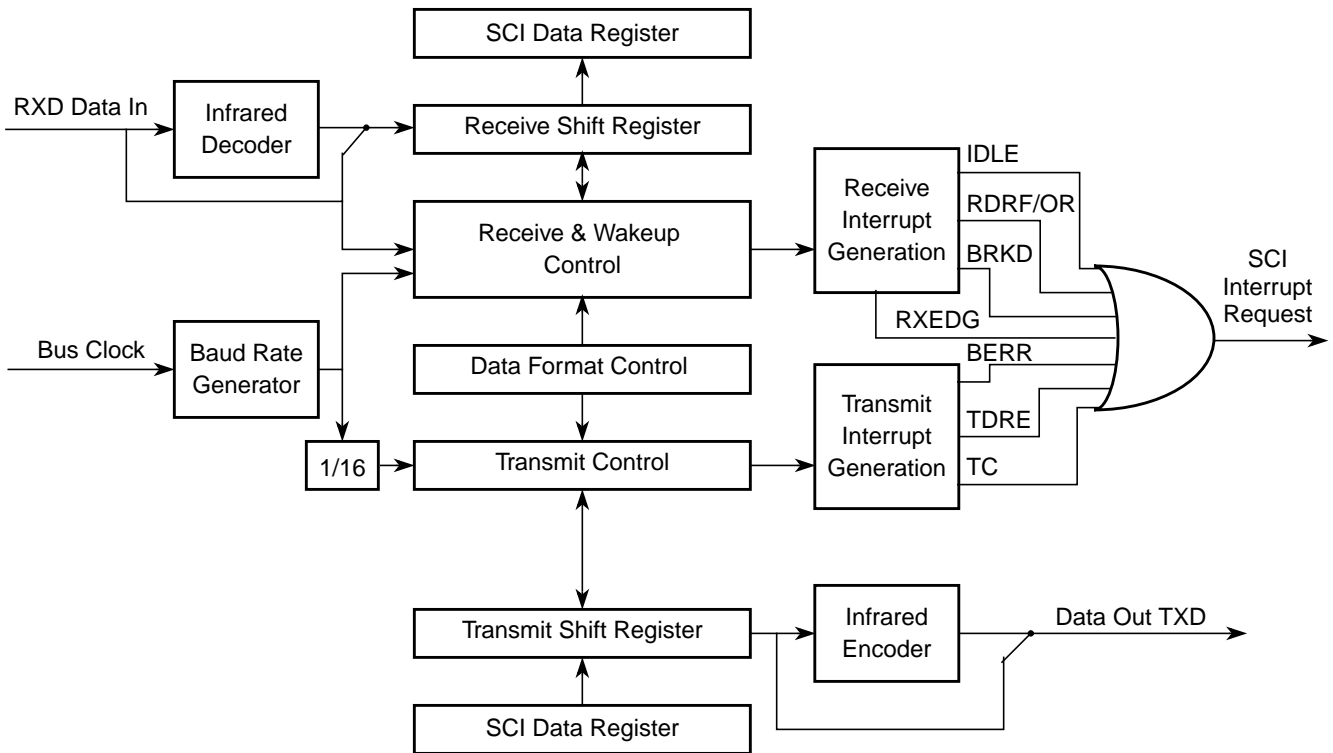 SCI Data Register
RXD Data In
Infrared
Decoder
Receive Shift Register
Receive & Wakeup
Control
Receive
Interrupt
Generation
IDLE
RDRF/OR
BRKD
RXEDG
SCI
Interrupt
Request
Bus Clock
Baud Rate
Generator
Data Format Control
BERR
Transmit
Interrupt
Generation
TDRE
TC
1/16
Transmit Control
Transmit Shift Register
Infrared
Encoder
Data Out TXD
SCI Data Register